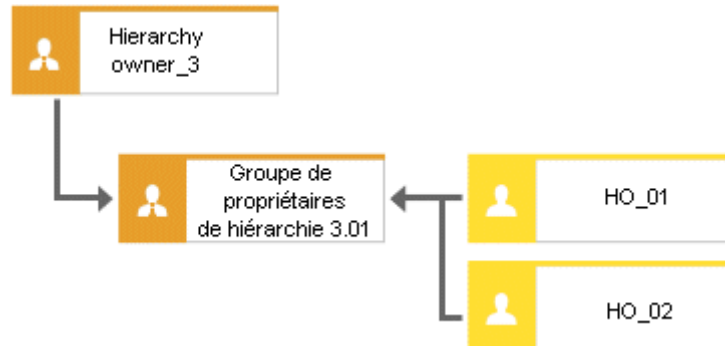 Hierarchy
owner_3
Groupe de
propriétaires
de hiérarchie 3.01
HO_01
HO_02